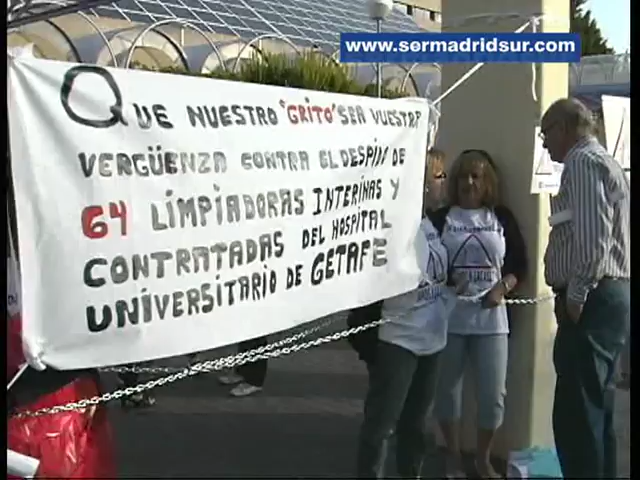 www.sermadridsur.com
QUE NUESTRO "GRITO" SEA VUESTRA
VERGÜENZA CONTRA EL DESPIDO DE
64 LIMPIADORAS INTERINAS Y
CONTRATADAS DEL HOSPITAL
UNIVERSITARIO DE GETAFE